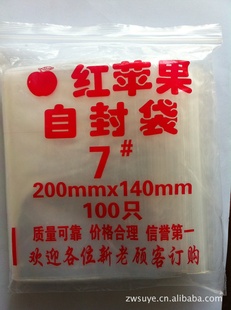 红苹果
自封袋
7#
200mmx140mm
100只
质量可靠 价格合理 信誉第一
欢迎各位新老顾客订购
zwsuye.cn.alibaba.com